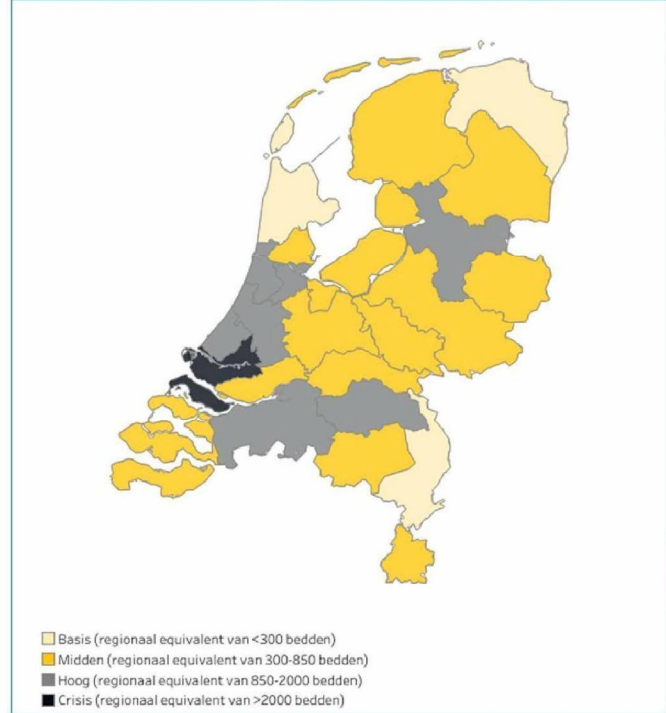 Basis (regionaal equivalent van <300 bedden)
Midden (regionaal equivalent van 300-850 bedden)
Hoog (regionaal equivalent van 850-2000 bedden)
Crisis (regionaal equivalent van >2000 bedden)